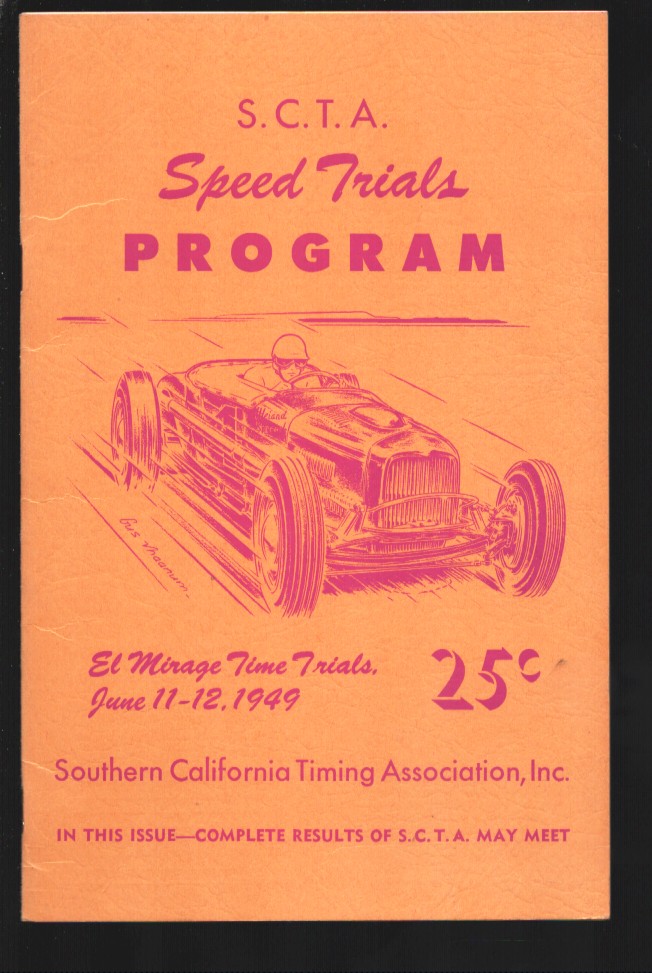 S.C.T.A.
Speed Trials
PROGRAM
El Mirage Time Trials,
June 11-12, 1949
25c
Southern California Timing Association, Inc.
IN THIS ISSUE—COMPLETE RESULTS OF S.C.T.A. MAY MEET